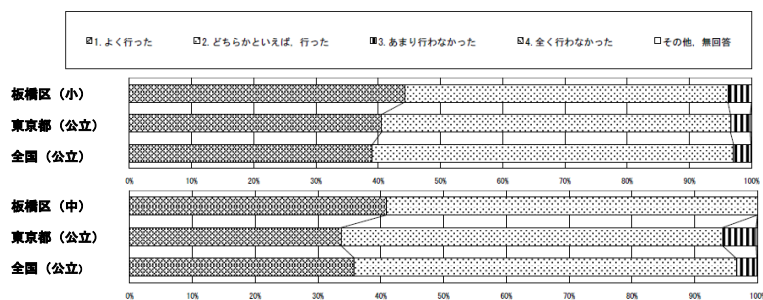 1. よく行った 2. どちらかといえば、行った 3. あまり行わなかった 4. 全く行わなかった その他、無回答
板橋区（小）
東京都（公立）
全国（公立）
0% 10% 20% 30% 40% 50% 60% 70% 80% 90% 100%
板橋区（中）
東京都（公立）
全国（公立）
0% 10% 20% 30% 40% 50% 60% 70% 80% 90% 100%